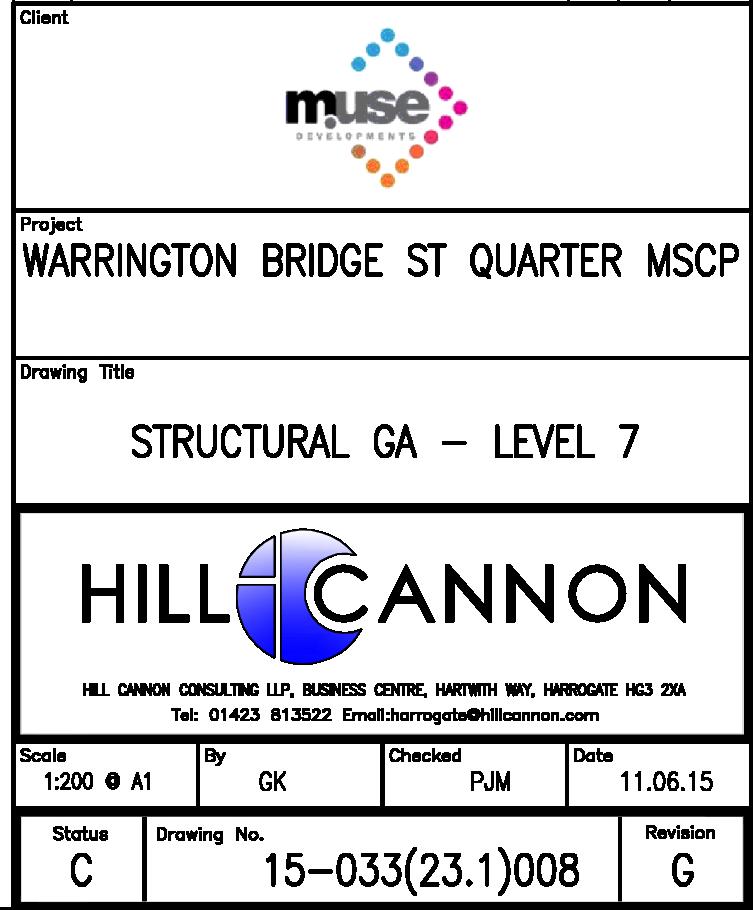 Client
muse
DEVELOPMENTS
Project
WARRINGTON BRIDGE ST QUARTER MSCP
Drawing Title
STRUCTURAL GA – LEVEL 7
HILL CANNON
HILL CANNON CONSULTING LLP, BUSINESS CENTRE, HARTWITH WAY, HARROGATE HG3 2XA
Tel: 01423 813522 Email:harrogate@hillcannon.com
Scale By Checked Date
1:200 @ A1 GK PJM 11.06.15
Status Drawing No. Revision
C 15–033(23.1)008 G